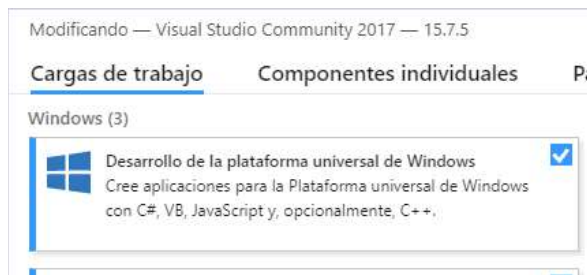 Modificando — Visual Studio Community 2017 — 15.7.5
Cargas de trabajo Componentes individuales
Windows (3)
Desarrollo de la plataforma universal de Windows
Cree aplicaciones para la Plataforma universal de Windows
con C#, VB, JavaScript y, opcionalmente, C++.